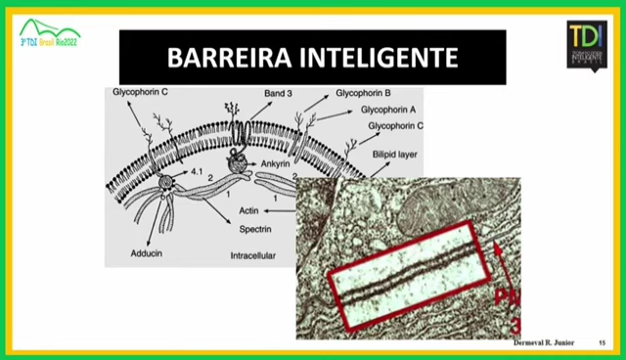 3º TDI Brasil Rio2022
TDI
BARREIRA INTELIGENTE
Glycophorin C
Band 3
Glycophorin B
Glycophorin A
Glycophorin C
Bilipid layer
4.1
2
Ankyrin
2
1
1
Actin
Spectrin
Adducin
Intracellular
PM
3
Dermeval R. Junior
15